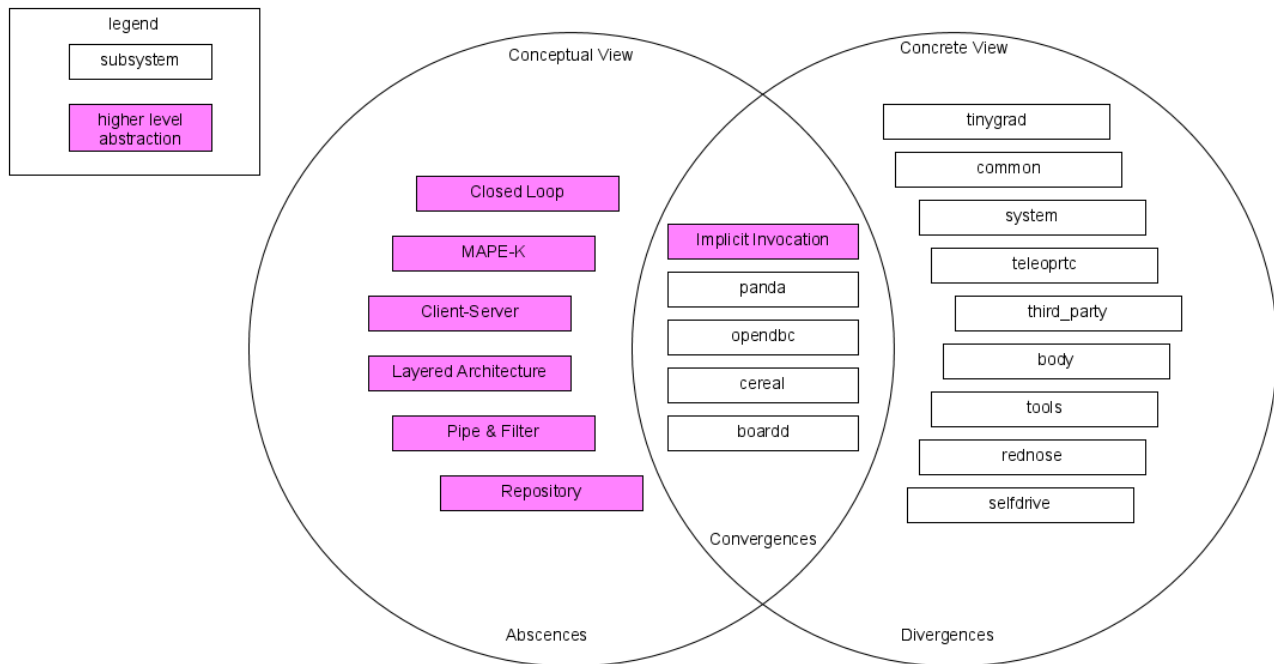 legend
subsystem
higher level
abstraction
Conceptual View
Closed Loop
MAPE-K
Client-Server
Layered Architecture
Pipe & Filter
Repository
Abscences
Implicit Invocation
panda
opendbc
cereal
boardd
Convergences
Concrete View
tinygrad
common
system
teleoprtc
third_party
body
tools
rednose
selfdrive
Divergences